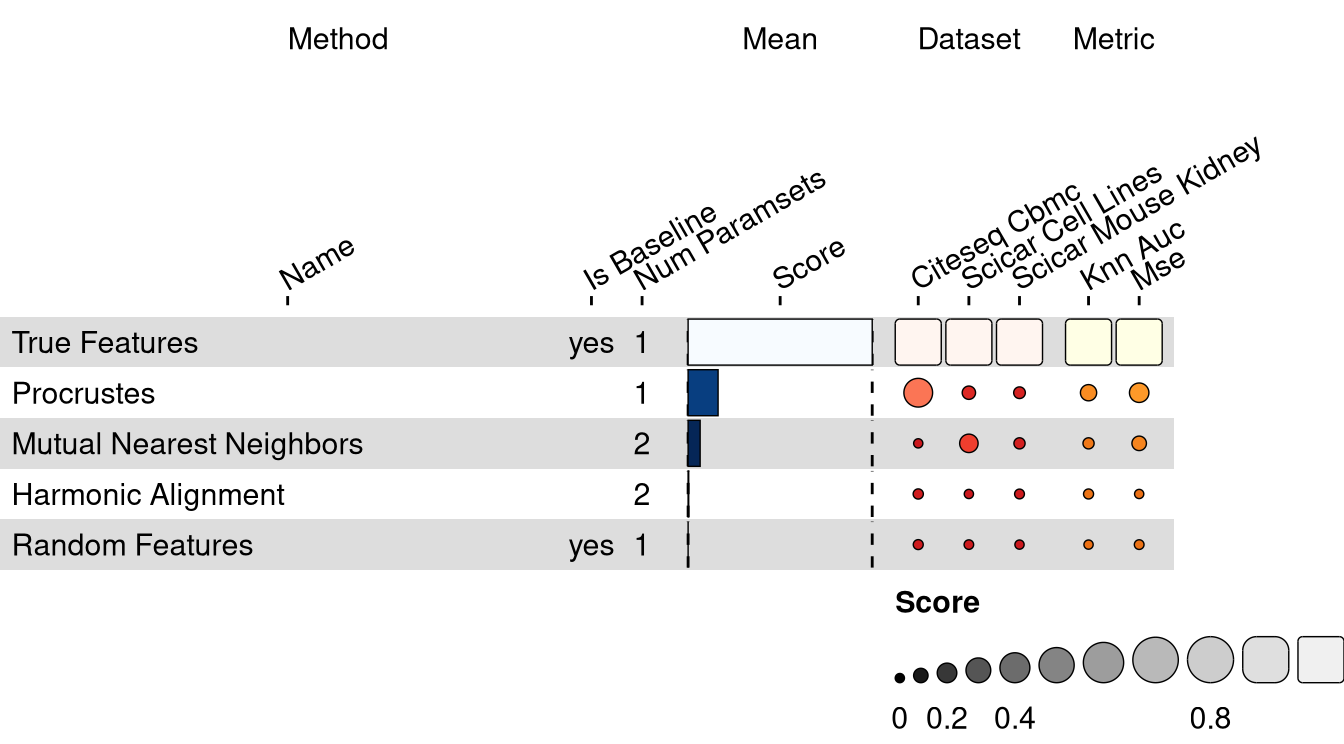 Method Mean Dataset Metric
Name Is Baseline Num Paramsets Score Citeseq Cbmc Scicar Cell Lines Scicar Mouse Kidney Knn Auc Mse
True Features yes 1
Procrustes 1
Mutual Nearest Neighbors 2
Harmonic Alignment 2
Random Features yes 1
Score
0 0.2 0.4 0.8